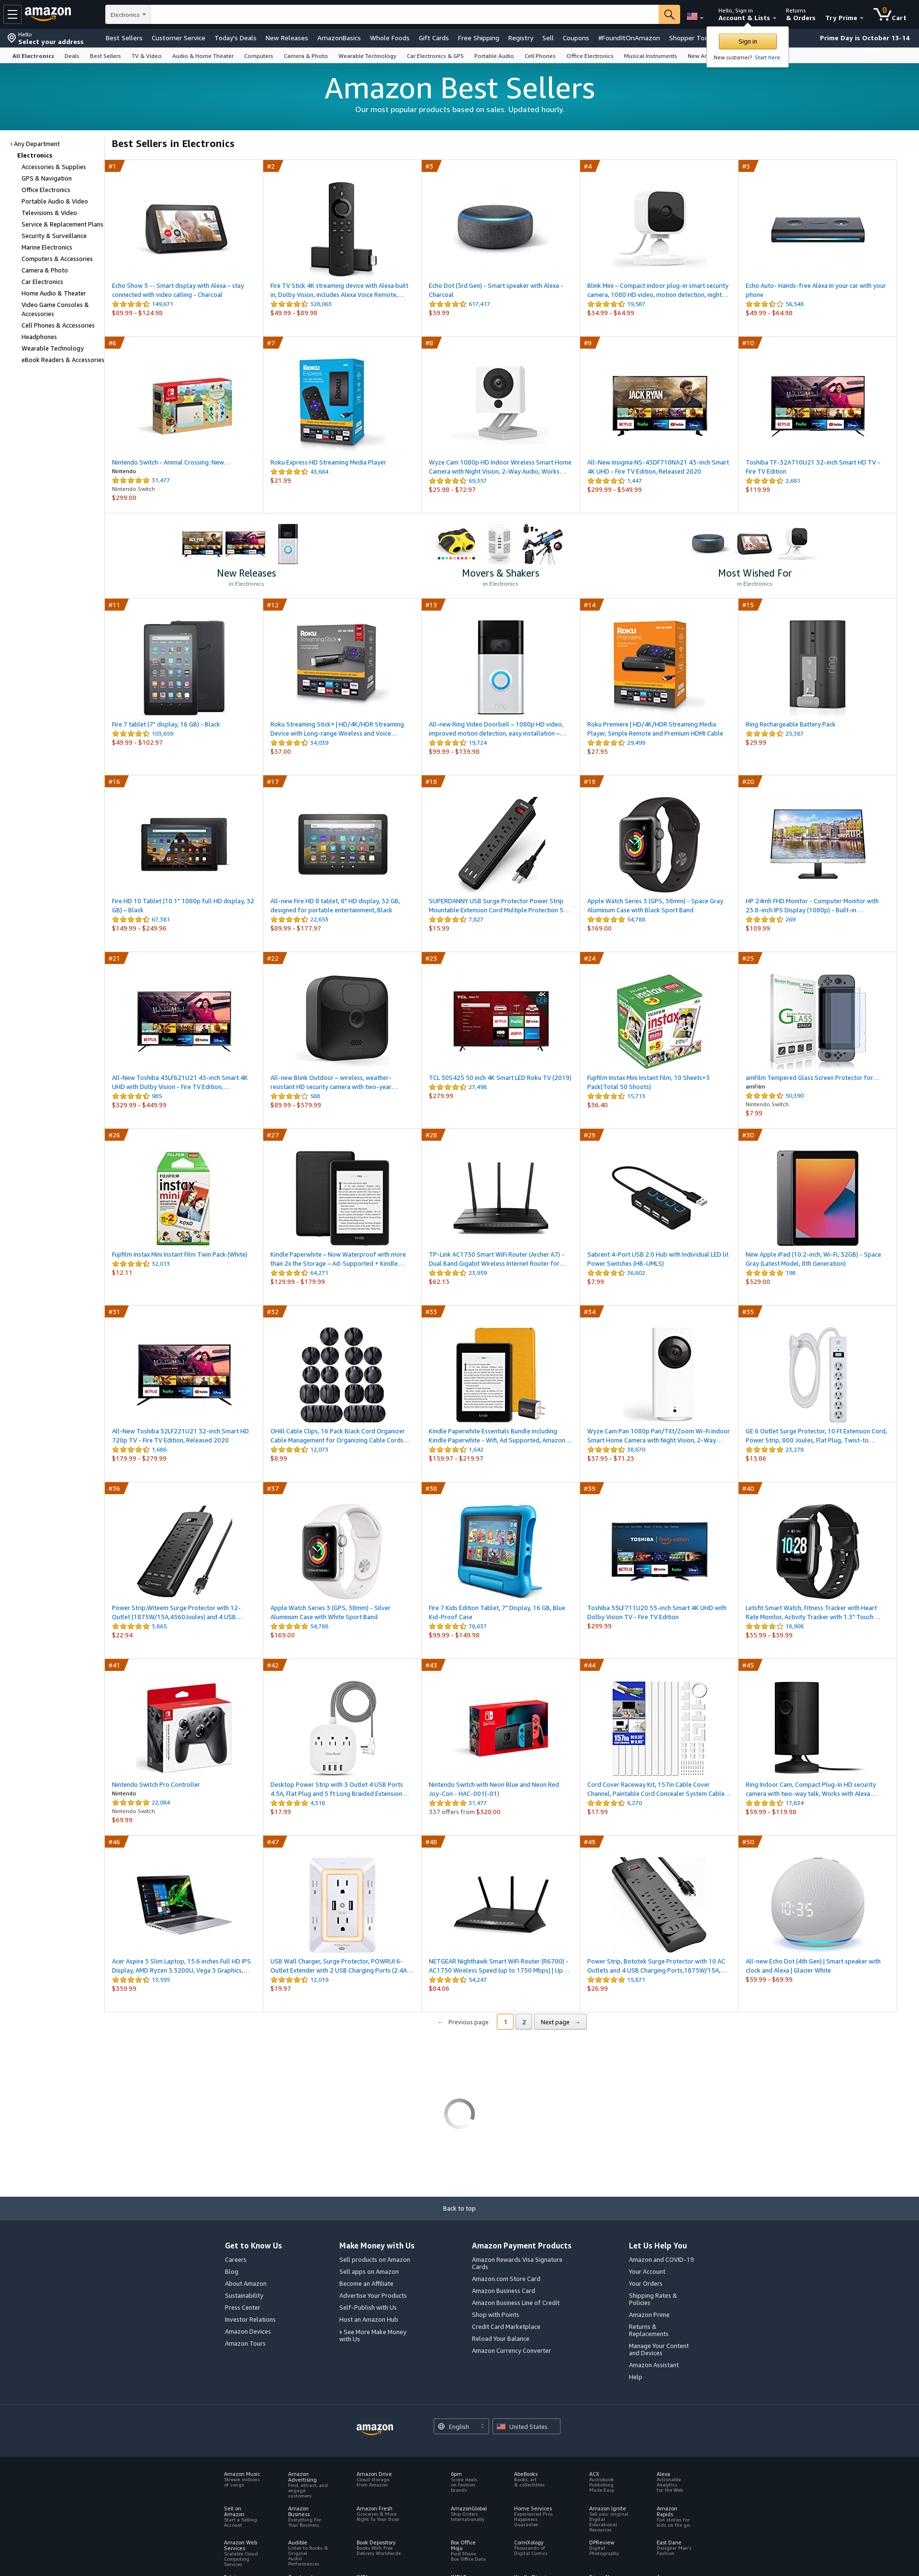 amazon
Electronics
Hello, Sign in
Account & Lists
Returns
& Orders
Try Prime
0
Cart
Hello
Select your address
Best Sellers
Customer Service
Today's Deals
New Releases
AmazonBasics
Whole Foods
Gift Cards
Free Shipping
Registry
Sell
Coupons
#FoundItOnAmazon
Prime Day is October 13-14
Sign in
New customer? Start here.
All Electronics
Deals
Best Sellers
TV & Video
Audio & Home Theater
Computers
Camera & Photo
Wearable Technology
Car Electronics & GPS
Portable Audio
Cell Phones
Office Electronics
Musical Instruments
Amazon Best Sellers
Our most popular products based on sales. Updated hourly.
‹ Any Department
Electronics
Accessories & Supplies
GPS & Navigation
Office Electronics
Portable Audio & Video
Televisions & Video
Service & Replacement Plans
Security & Surveillance
Marine Electronics
Computers & Accessories
Camera & Photo
Car Electronics
Home Audio & Theater
Video Game Consoles &
Accessories
Cell Phones & Accessories
Headphones
Wearable Technology
eBook Readers & Accessories
Best Sellers in Electronics
#1
Echo Show 5 -- Smart display with Alexa – stay
connected with video calling - Charcoal
149,671
$89.99 - $124.98
#2
Fire TV Stick 4K streaming device with Alexa built
in, Dolby Vision, includes Alexa Voice Remote,…
328,063
$49.99 - $89.98
#3
Echo Dot (3rd Gen) - Smart speaker with Alexa -
Charcoal
617,417
$39.99
#4
Blink Mini – Compact indoor plug-in smart security
camera, 1080 HD video, motion detection, night…
19,587
$34.99 - $64.99
#5
Echo Auto- Hands-free Alexa in your car with your
phone
56,548
$49.99 - $64.98
#6
Nintendo Switch - Animal Crossing: New…
Nintendo
31,477
Nintendo Switch
$299.00
#7
Roku Express HD Streaming Media Player
43,684
$21.99
#8
Wyze Cam 1080p HD Indoor Wireless Smart Home
Camera with Night Vision, 2-Way Audio, Works…
69,357
$25.98 - $72.97
#9
All-New Insignia NS-43DF710NA21 43-inch Smart
4K UHD - Fire TV Edition, Released 2020
1,447
$299.99 - $549.99
#10
Toshiba TF-32A710U21 32-inch Smart HD TV -
Fire TV Edition
2,681
$119.99
New Releases
in Electronics
Movers & Shakers
in Electronics
Most Wished For
in Electronics
#11
Fire 7 tablet (7" display, 16 GB) - Black
103,659
$49.99 - $102.97
#12
Roku Streaming Stick+ | HD/4K/HDR Streaming
Device with Long-range Wireless and Voice…
34,039
$37.00
#13
All-new Ring Video Doorbell – 1080p HD video,
improved motion detection, easy installation –…
19,724
$99.99 - $139.98
#14
Roku Premiere | HD/4K/HDR Streaming Media
Player, Simple Remote and Premium HDMI Cable
29,499
$27.95
#15
Ring Rechargeable Battery Pack
25,387
$29.99
#16
Fire HD 10 Tablet (10.1" 1080p full HD display, 32
GB) – Black
67,381
$149.99 - $249.96
#17
All-new Fire HD 8 tablet, 8" HD display, 32 GB,
designed for portable entertainment, Black
22,653
$89.99 - $177.97
#18
SUPERDANNY USB Surge Protector Power Strip
Mountable Extension Cord Multiple Protection 5…
7,827
$15.99
#19
Apple Watch Series 3 (GPS, 38mm) - Space Gray
Aluminum Case with Black Sport Band
54,788
$169.00
#20
HP 24mh FHD Monitor - Computer Monitor with
23.8-inch IPS Display (1080p) - Built-in…
269
$109.99
#21
All-New Toshiba 43LF621U21 43-inch Smart 4K
UHD with Dolby Vision - Fire TV Edition,…
985
$329.99 - $449.99
#22
All-new Blink Outdoor – wireless, weather-
resistant HD security camera with two-year…
588
$89.99 - $379.99
#23
TCL 50S425 50 inch 4K Smart LED Roku TV (2019)
27,498
$279.99
#24
Fujifilm Instax Mini Instant Film, 10 Sheets×5
Pack(Total 50 Shoots)
15,713
$36.40
#25
amFilm Tempered Glass Screen Protector for…
amFilm
50,390
Nintendo Switch
$7.99
#26
Fujifilm Instax Mini Instant Film Twin Pack (White)
32,013
$12.11
#27
Kindle Paperwhite – Now Waterproof with more
than 2x the Storage – Ad-Supported + Kindle…
64,271
$129.99 - $179.99
#28
TP-Link AC1750 Smart WiFi Router (Archer A7) -
Dual Band Gigabit Wireless Internet Router for…
23,959
$62.13
#29
Sabrent 4-Port USB 2.0 Hub with Individual LED lit
Power Switches (HB-UMLS)
36,802
$7.99
#30
New Apple iPad (10.2-inch, Wi-Fi, 32GB) - Space
Gray (Latest Model, 8th Generation)
198
$329.00
#31
All-New Toshiba 32LF221U21 32-inch Smart HD
720p TV - Fire TV Edition, Released 2020
1,686
$179.99 - $279.99
#32
OHill Cable Clips, 16 Pack Black Cord Organizer
Cable Management for Organizing Cable Cords…
12,073
$8.99
#33
Kindle Paperwhite Essentials Bundle including
Kindle Paperwhite - Wifi, Ad Supported, Amazon…
1,642
$159.97 - $219.97
#34
Wyze Cam Pan 1080p Pan/Tilt/Zoom Wi-Fi Indoor
Smart Home Camera with Night Vision, 2-Way…
38,670
$37.95 - $71.23
#35
GE 6 Outlet Surge Protector, 10 Ft Extension Cord,
Power Strip, 800 Joules, Flat Plug, Twist-to…
23,278
$13.86
#36
Power Strip,Witeem Surge Protector with 12-
Outlet (1875W/15A,4360Joules) and 4 USB…
3,865
$22.94
#37
Apple Watch Series 3 (GPS, 38mm) - Silver
Aluminum Case with White Sport Band
54,788
$169.00
#38
Fire 7 Kids Edition Tablet, 7" Display, 16 GB, Blue
Kid-Proof Case
78,637
$99.99 - $149.98
#39
Toshiba 55LF711U20 55-inch Smart 4K UHD with
Dolby Vision TV - Fire TV Edition
$299.99
#40
Letsfit Smart Watch, Fitness Tracker with Heart
Rate Monitor, Activity Tracker with 1.3" Touch…
18,908
$35.99 - $39.99
#41
Nintendo Switch Pro Controller
Nintendo
22,084
Nintendo Switch
$69.99
#42
Desktop Power Strip with 3 Outlet 4 USB Ports
4.5A, Flat Plug and 5 ft Long Braided Extension…
4,318
$17.99
#43
Nintendo Switch with Neon Blue and Neon Red
Joy-Con - HAC-001(-01)
31,477
337 offers from $320.00
#44
Cord Cover Raceway Kit, 157in Cable Cover
Channel, Paintable Cord Concealer System Cable…
6,270
$17.99
#45
Ring Indoor Cam, Compact Plug-In HD security
camera with two-way talk, Works with Alexa…
17,834
$59.99 - $119.98
#46
Acer Aspire 5 Slim Laptop, 15.6 inches Full HD IPS
Display, AMD Ryzen 3 3200U, Vega 3 Graphics,…
13,595
$359.99
#47
USB Wall Charger, Surge Protector, POWRUI 6-
Outlet Extender with 2 USB Charging Ports (2.4A…
12,019
$19.97
#48
NETGEAR Nighthawk Smart WiFi Router (R6700) -
AC1750 Wireless Speed (up to 1750 Mbps) | Up…
54,247
$84.06
#49
Power Strip, Bototek Surge Protector with 10 AC
Outlets and 4 USB Charging Ports,1875W/15A,…
15,871
$26.99
#50
All-new Echo Dot (4th Gen) | Smart speaker with
clock and Alexa | Glacier White
$59.99 - $69.99
← Previous page
1
2
Next page →
Back to top
Get to Know Us
Careers
Blog
About Amazon
Sustainability
Press Center
Investor Relations
Amazon Devices
Amazon Tours
Make Money with Us
Sell products on Amazon
Sell apps on Amazon
Become an Affiliate
Advertise Your Products
Self-Publish with Us
Host an Amazon Hub
› See More Make Money
with Us
Amazon Payment Products
Amazon Rewards Visa Signature
Cards
Amazon.com Store Card
Amazon Business Card
Amazon Business Line of Credit
Shop with Points
Credit Card Marketplace
Reload Your Balance
Amazon Currency Converter
Let Us Help You
Amazon and COVID-19
Your Account
Your Orders
Shipping Rates &
Policies
Amazon Prime
Returns &
Replacements
Manage Your Content
and Devices
Amazon Assistant
Help
amazon
English
United States
Amazon Music
Stream millions
of songs
Amazon
Advertising
Find, attract, and
engage
customers
Amazon Drive
Cloud storage
from Amazon
6pm
Score deals
on fashion
brands
AbeBooks
Books, art
& collectibles
ACX
Audiobook
Publishing
Made Easy
Alexa
Actionable
Analytics
for the Web
Sell on
Amazon
Start a Selling
Account
Amazon
Business
Everything For
Your Business
Amazon Fresh
Groceries & More
Right To Your Door
AmazonGlobal
Ship Orders
Internationally
Home Services
Experienced Pros
Happiness
Guarantee
Amazon Ignite
Sell your original
Digital
Educational
Resources
Amazon
Rapids
Fun stories for
kids on the go
Amazon Web
Services
Scalable Cloud
Computing
Services
Audible
Listen to Books &
Original
Audio
Performances
Book Depository
Books With Free
Delivery Worldwide
Box Office
Mojo
Find Movie
Box Office Data
ComiXology
Thousands of
Digital Comics
DPReview
Digital
Photography
East Dane
Designer Men's
Fashion